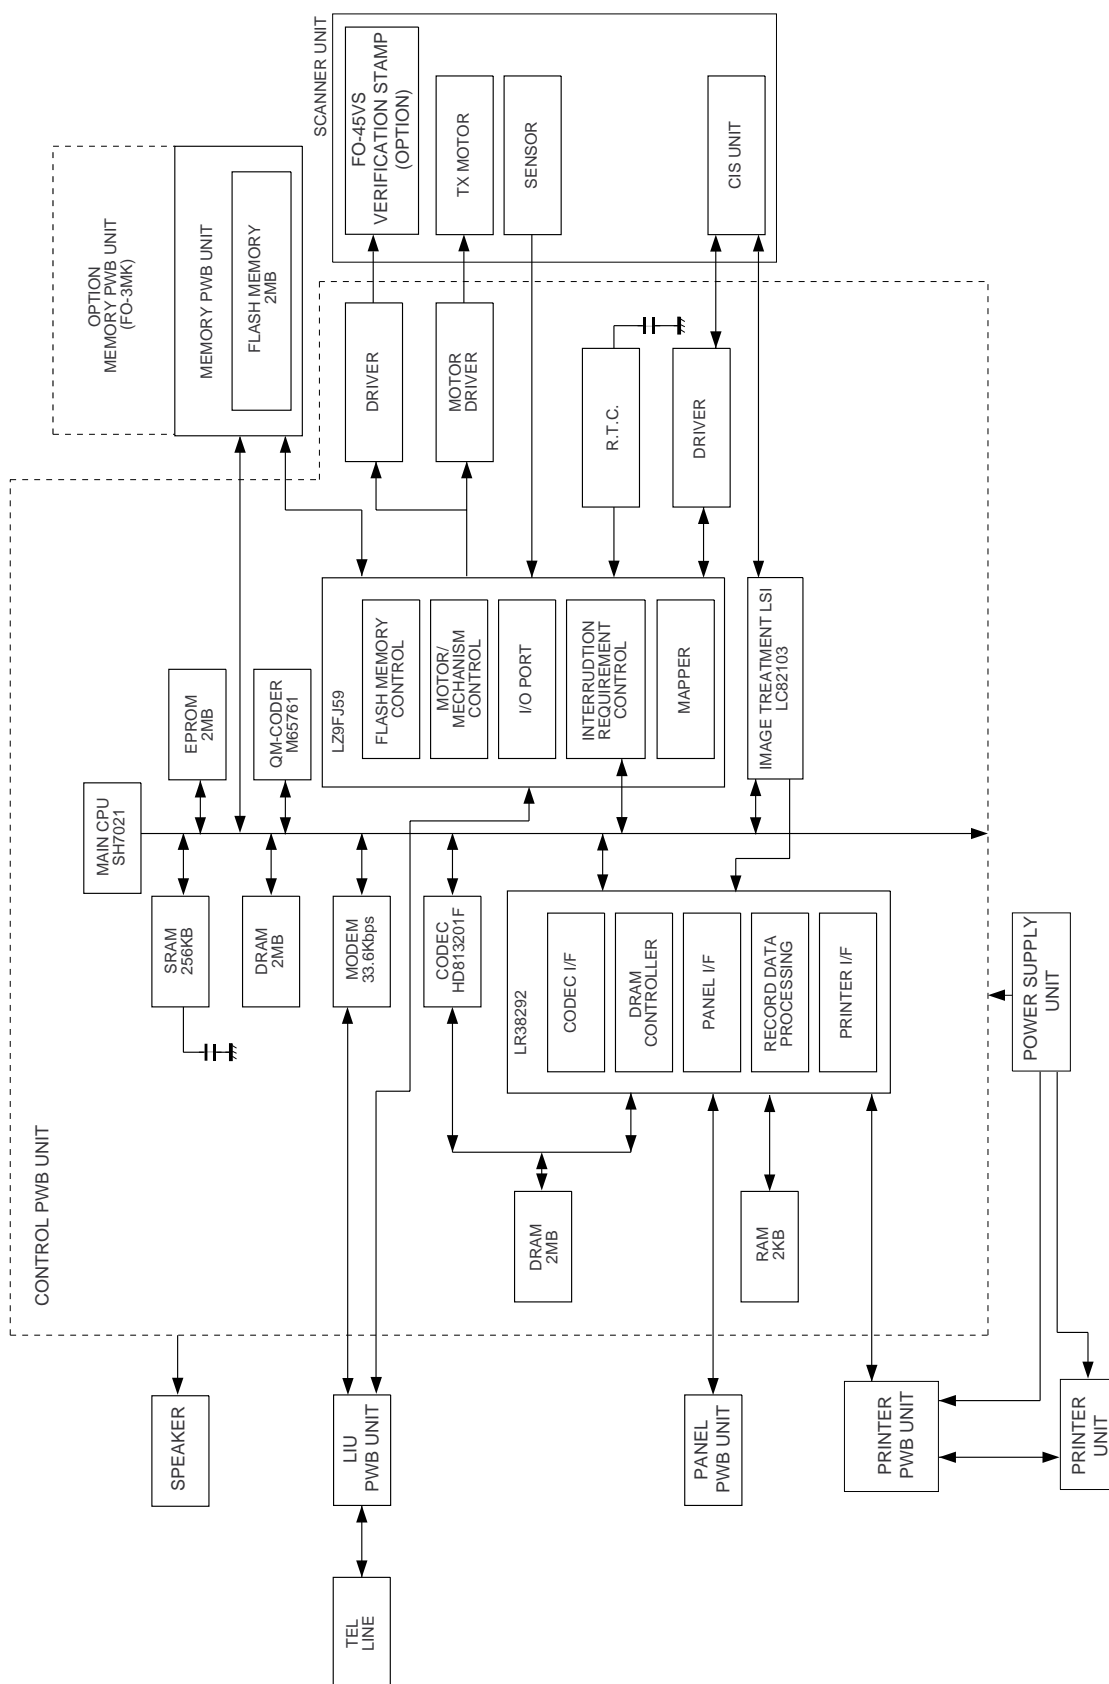 CONTROL PWB UNIT
SPEAKER
LIU
PWB UNIT
TEL
LINE
PANEL
PWB UNIT
PRINTER
PWB UNIT
PRINTER
UNIT
POWER SUPPLY
UNIT
MAIN CPU
SH7021
SRAM
256KB
DRAM
2MB
MODEM
33.6Kbps
CODEC
HD813201F
LR38292
CODEC I/F
DRAM
CONTROLLER
PANEL I/F
RECORD DATA
PROCESSING
PRINTER I/F
DRAM
2MB
RAM
2KB
EPROM
2MB
QM-CODER
M65761
LZ9FJ59
FLASH MEMORY
CONTROL
MOTOR/
MECHANISM
CONTROL
I/O PORT
INTERRUDTION
REQUIREMENT
CONTROL
MAPPER
IMAGE TREATMENT LSI
LC82103
OPTION
MEMORY PWB UNIT
(FO-3MK)
MEMORY PWB UNIT
FLASH MEMORY
2MB
DRIVER
MOTOR
DRIVER
R.T.C.
DRIVER
SCANNER UNIT
FO-45VS
VERIFICATION STAMP
(OPTION)
TX MOTOR
SENSOR
CIS UNIT